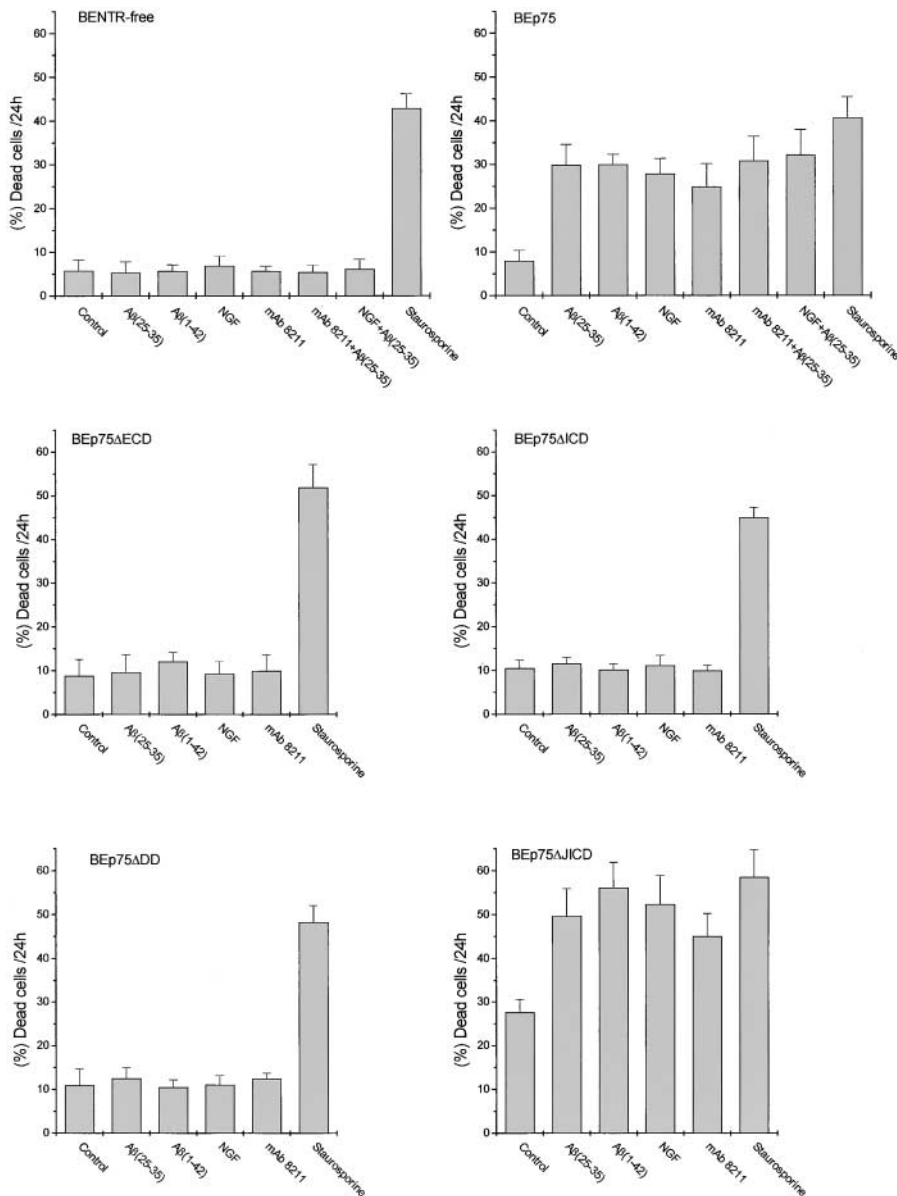 BENTR-free
(%) Dead cells /24h
60
50
40
30
20
10
0
Control
Aβ(25-35)
Aβ(1-42)
NGF
mAb 8211
mAb 8211+Aβ(25-35)
NGF+Aβ(25-35)
Staurosporine
BEp75
(%) Dead cells /24h
60
50
40
30
20
10
0
Control
Aβ(25-35)
Aβ(1-42)
NGF
mAb 8211
mAb 8211+Aβ(25-35)
NGF+Aβ(25-35)
Staurosporine
BEp75ΔECD
(%) Dead cells /24h
60
50
40
30
20
10
0
Control
Aβ(25-35)
Aβ(1-42)
NGF
mAb 8211
Staurosporine
BEp75ΔICD
(%) Dead cells /24h
60
50
40
30
20
10
0
Control
Aβ(25-35)
Aβ(1-42)
NGF
mAb 8211
Staurosporine
BEp75ΔDD
(%) Dead cells /24h
60
50
40
30
20
10
0
Control
Aβ(25-35)
Aβ(1-42)
NGF
mAb 8211
Staurosporine
BEp75ΔJICD
(%) Dead cells /24h
60
50
40
30
20
10
0
Control
Aβ(25-35)
Aβ(1-42)
NGF
mAb 8211
Staurosporine